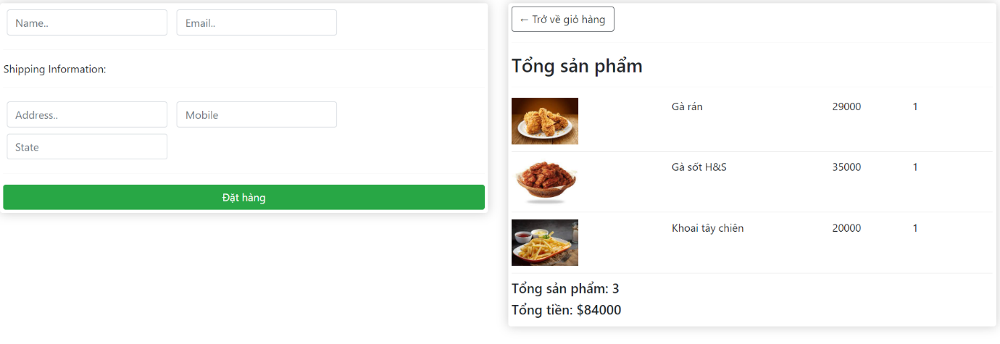 Name..
Email..
Shipping Information:
Address..
Mobile
State
Đặt hàng
← Trở về giỏ hàng
Tổng sản phẩm
Gà rán 29000 1
Gà sốt H&S 35000 1
Khoai tây chiên 20000 1
Tổng sản phẩm: 3
Tổng tiền: $84000